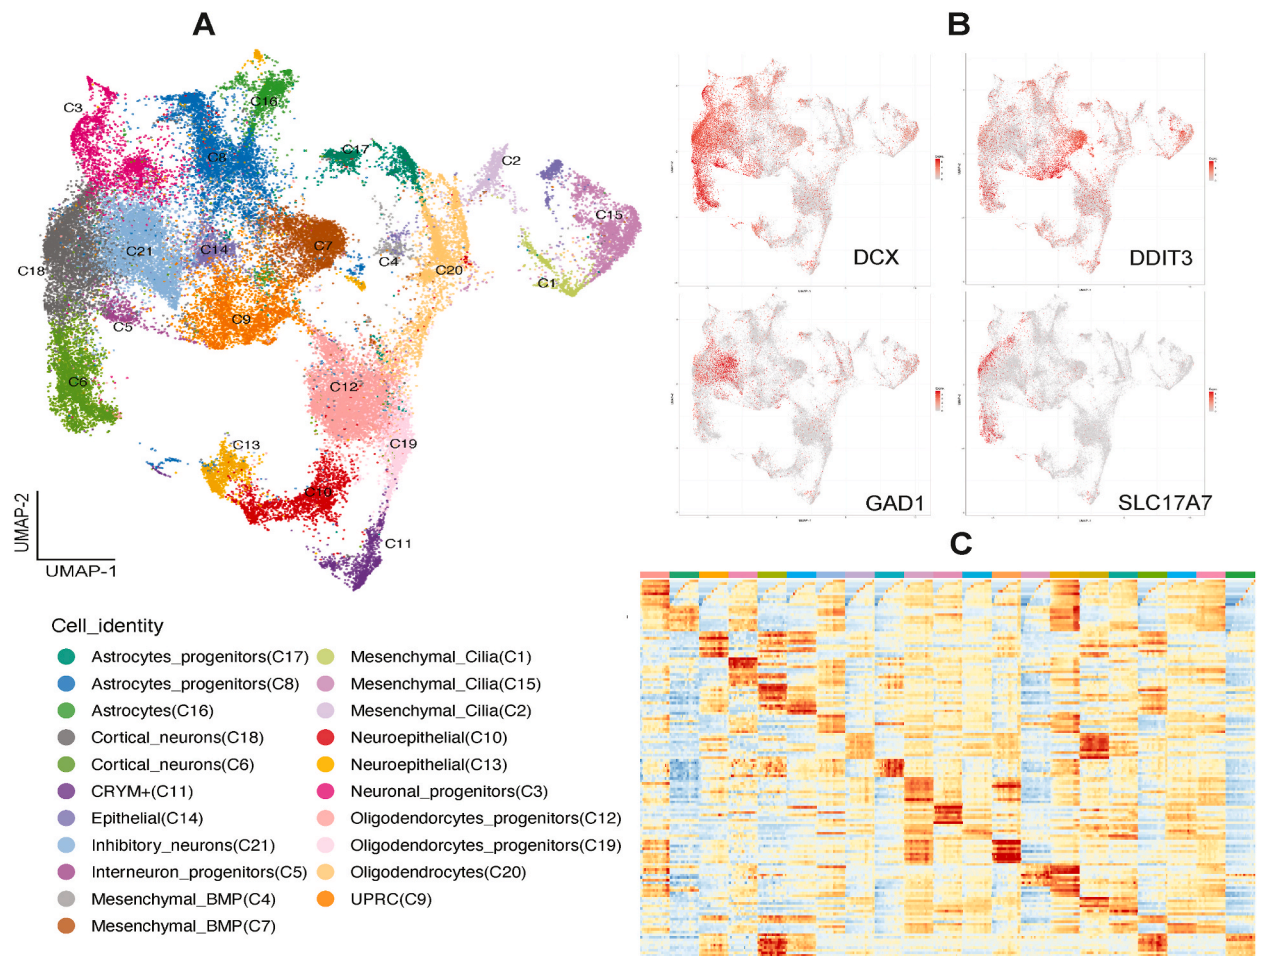 A
B
C3
C16
C8
C17
C2
C15
C18
C21
C14
C7
C4
C20
C1
C5
C9
C6
C12
C13
C19
C10
C11
UMAP-2
UMAP-1
DCX
DDIT3
GAD1
SLC17A7
C
Cell_identity
Astrocytes_progenitors(C17)
Astrocytes_progenitors(C8)
Astrocytes(C16)
Cortical_neurons(C18)
Cortical_neurons(C6)
CRYM+(C11)
Epithelial(C14)
Inhibitory_neurons(C21)
Interneuron_progenitors(C5)
Mesenchymal_BMP(C4)
Mesenchymal_BMP(C7)
Mesenchymal_Cilia(C1)
Mesenchymal_Cilia(C15)
Mesenchymal_Cilia(C2)
Neuroepithelial(C10)
Neuroepithelial(C13)
Neuronal_progenitors(C3)
Oligodendorcytes_progenitors(C12)
Oligodendorcytes_progenitors(C19)
Oligodendrocytes(C20)
UPRC(C9)